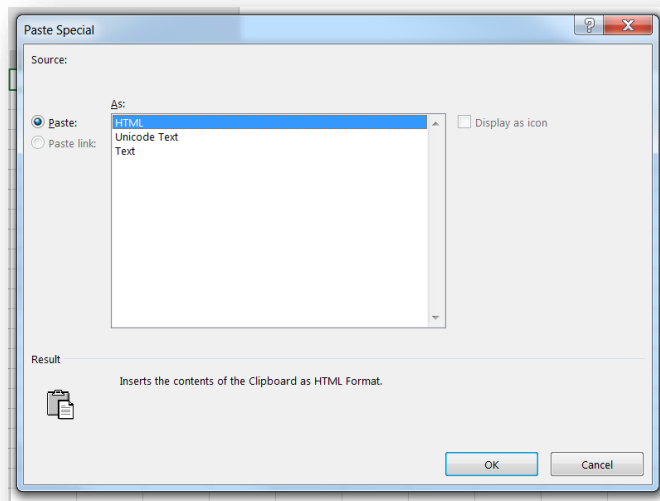 Paste Special
Source:
As:
Paste:
Paste link:
HTML
Unicode Text
Text
Display as icon
Result
Inserts the contents of the Clipboard as HTML Format.
OK
Cancel